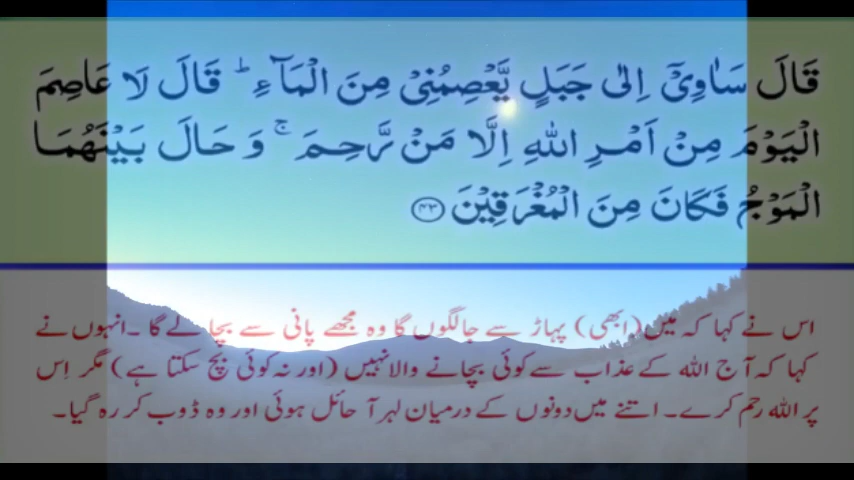 قَالَ سَاٰوِیْۤ اِلٰی جَبَلٍ یَّعْصِمُنِیْ مِنَ الْمَآءِ ؕ قَالَ لَا عَاصِمَ
الْیَوْمَ مِنْ اَمْرِ اللّٰهِ اِلَّا مَنْ رَّحِمَ ۚ وَ حَالَ بَیْنَهُمَا
الْمَوْجُ فَكَانَ مِنَ الْمُغْرَقِیْنَ ﴿۴۳﴾
اس نے کہا کہ میں (ابھی) پہاڑ سے جالگوں گا وہ مجھے پانی سے بچا لے گا ۔ انہوں نے
کہا کہ آج اللہ کے عذاب سے کوئی بچانے والا نہیں (اور نہ کوئی بچ سکتا ہے) مگر اِس
پر اللہ رحم کرے ۔ اتنے میں دونوں کے درمیان لہر آ حائل ہوئی اور وہ ڈوب کر رہ گیا ۔